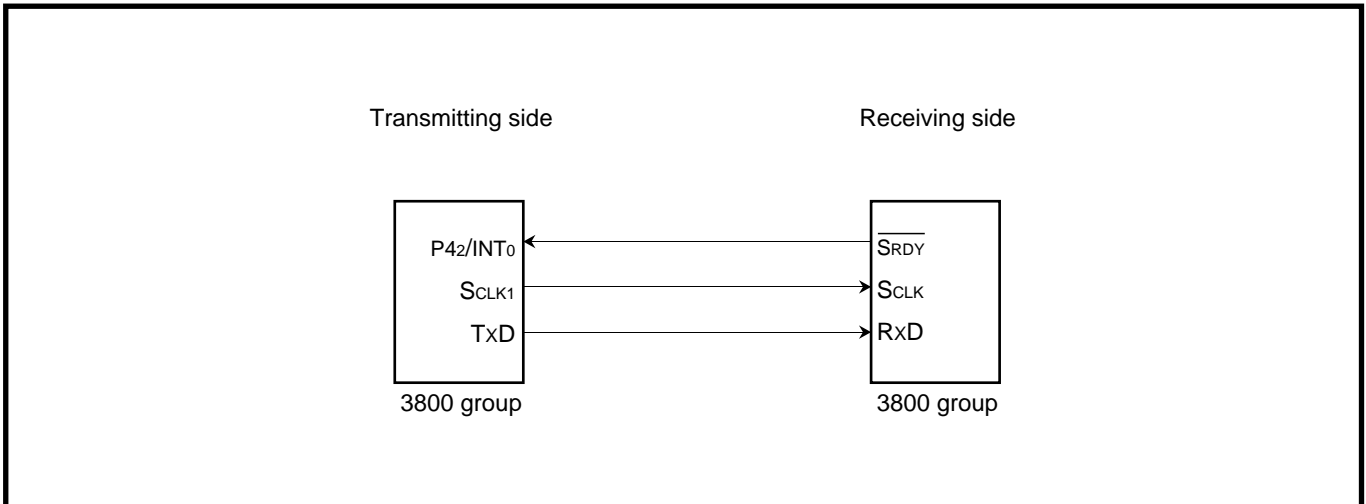 Transmitting side
Receiving side
P42/INT0
SRDY
SCLK1
SCLK
TxD
RxD
3800 group
3800 group